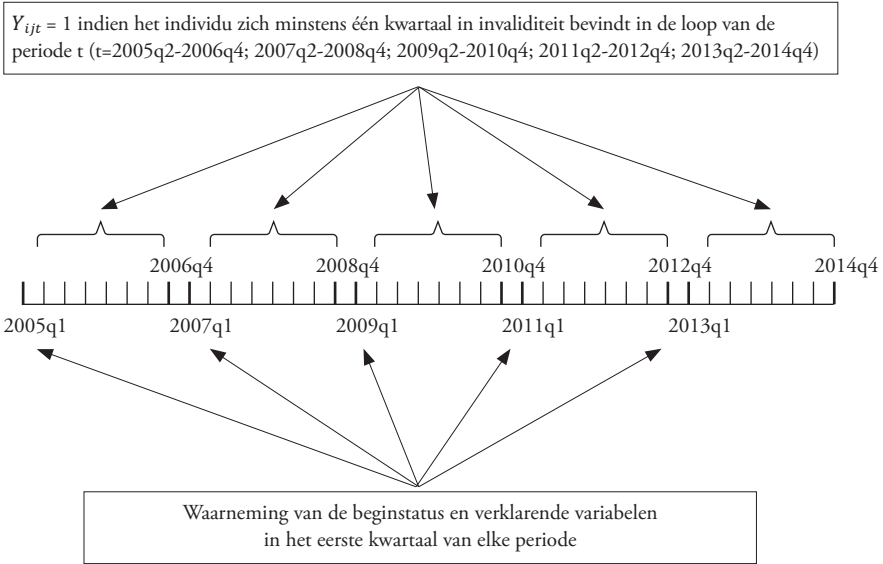 Y_{ijt} = 1 indien het individu zich minstens één kwartaal in invaliditeit bevindt in de loop van de
periode t (t=2005q2-2006q4; 2007q2-2008q4; 2009q2-2010q4; 2011q2-2012q4; 2013q2-2014q4)
2006q4 2008q4 2010q4 2012q4 2014q4
2005q1 2007q1 2009q1 2011q1 2013q1
Waarneming van de beginstatus en verklarende variabelen
in het eerste kwartaal van elke periode